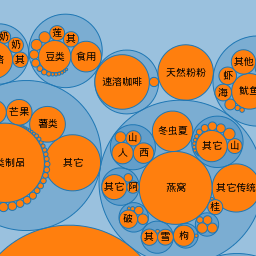 奶
奶
其
莲
其
豆类
食用
速溶咖啡
天然粉粉
其它
虾
海
鱿鱼
芒果
薯类
类制品
其它
冬虫夏
山
人
西
其它
山
其它
阿
燕窝
其它传统
桂
破
其
雪
枸